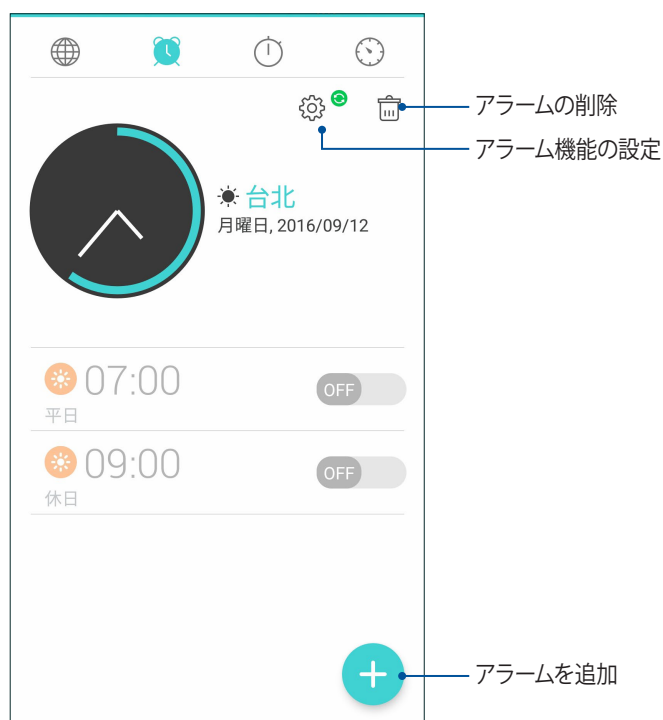 アラームの削除
アラーム機能の設定
台北
月曜日, 2016/09/12
07:00
OFF
平日
09:00
OFF
休日
アラームを追加